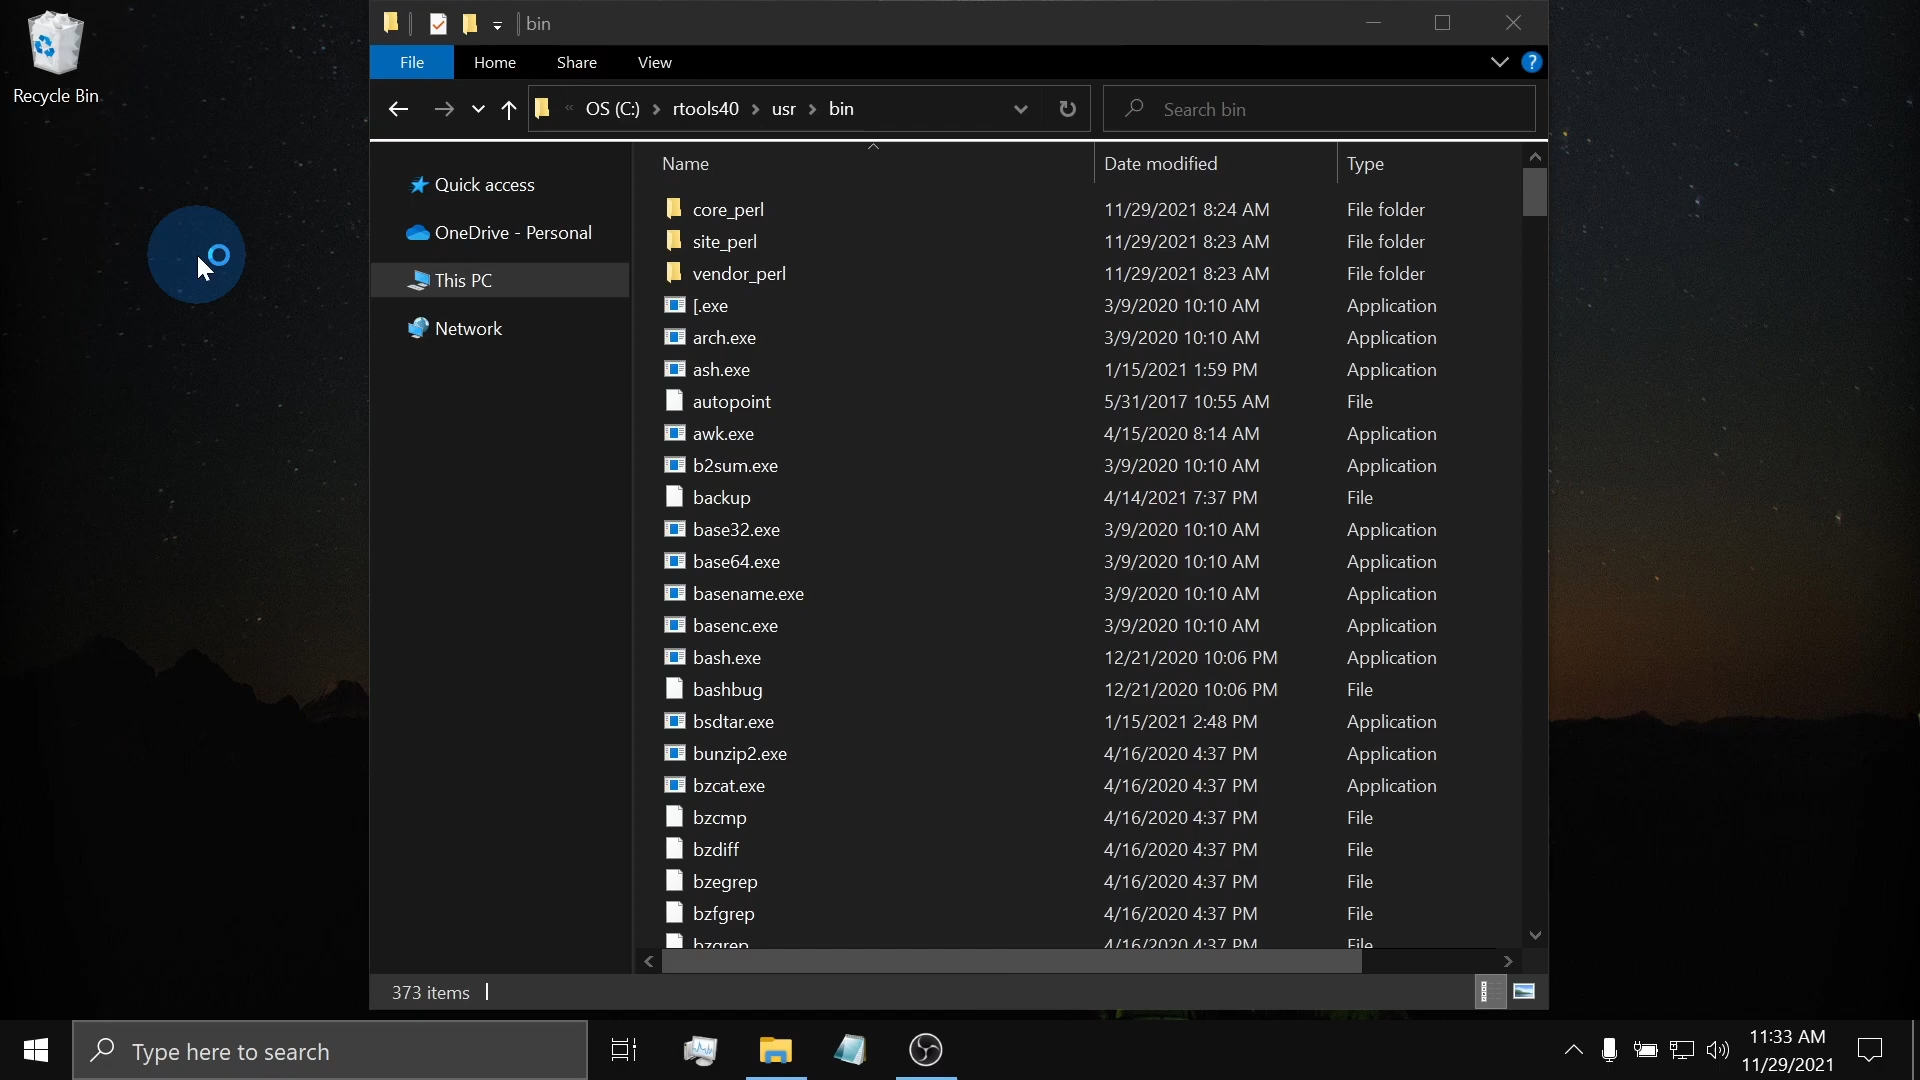 Recycle Bin
bin
File Home Share View
?
« OS (C:) > rtools40 > usr > bin
Search bin
Quick access
OneDrive - Personal
This PC
Network
Name Date modified Type
core_perl 11/29/2021 8:24 AM File folder
site_perl 11/29/2021 8:23 AM File folder
vendor_perl 11/29/2021 8:23 AM File folder
[.exe 3/9/2020 10:10 AM Application
arch.exe 3/9/2020 10:10 AM Application
ash.exe 1/15/2021 1:59 PM Application
autopoint 5/31/2017 10:55 AM File
awk.exe 4/15/2020 8:14 AM Application
b2sum.exe 3/9/2020 10:10 AM Application
backup 4/14/2021 7:37 PM File
base32.exe 3/9/2020 10:10 AM Application
base64.exe 3/9/2020 10:10 AM Application
basename.exe 3/9/2020 10:10 AM Application
basenc.exe 3/9/2020 10:10 AM Application
bash.exe 12/21/2020 10:06 PM Application
bashbug 12/21/2020 10:06 PM File
bsdtar.exe 1/15/2021 2:48 PM Application
bunzip2.exe 4/16/2020 4:37 PM Application
bzcat.exe 4/16/2020 4:37 PM Application
bzcmp 4/16/2020 4:37 PM File
bzdiff 4/16/2020 4:37 PM File
bzegrep 4/16/2020 4:37 PM File
bzfgrep 4/16/2020 4:37 PM File
bzgrep 4/16/2020 4:37 PM File
373 items
Type here to search
11:33 AM
11/29/2021